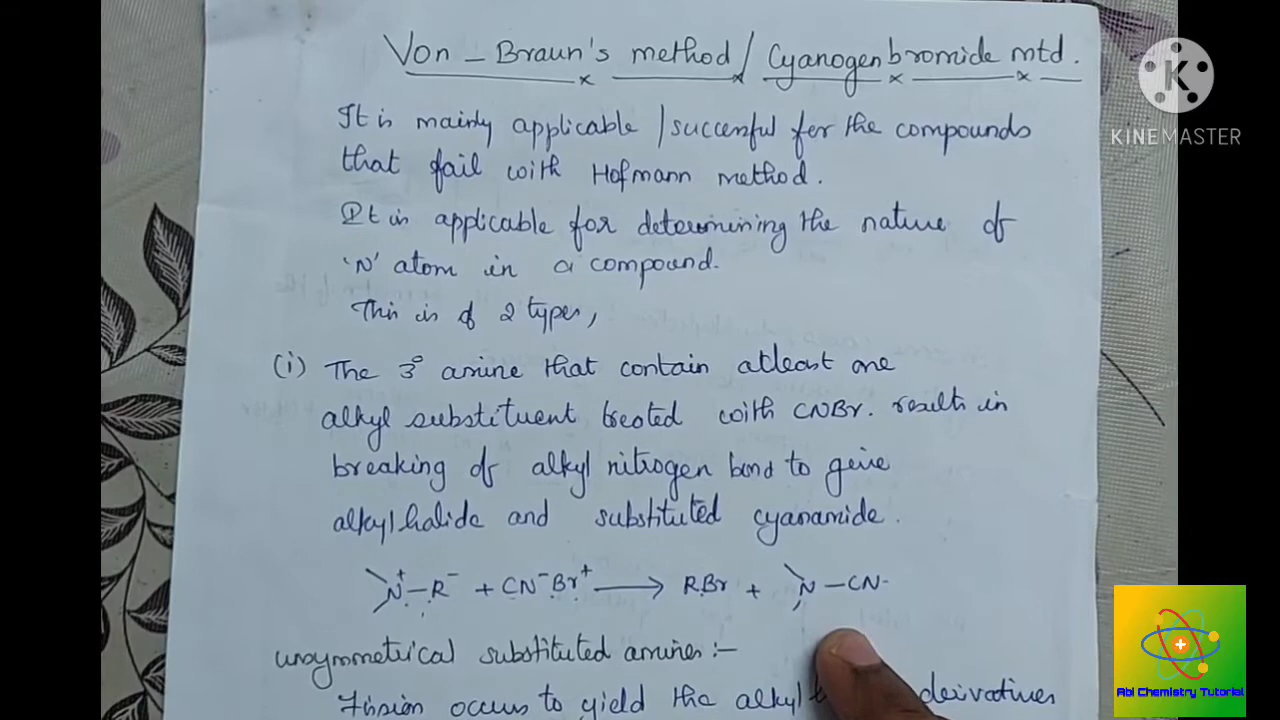 Von - Braun's method / Cyanogen bromide mtd.
KINEMASTER
It is mainly applicable / successful for the compounds
that fail with Hofmann method.
It is applicable for determining the nature of
'N' atom in a compound.
This is of 2 types,
(i) The 3° amine that contain atleast one
alkyl substituent treated with CNBr. results in
breaking of alkyl nitrogen bond to give
alkyl halide and substituted cyanamide.
N⁺-R⁻ + CN⁻Br⁺ ⟶ RBr + N-CN
unsymmetrical substituted amines :-
Fission occurs to yield the alkyl derivatives
Abi Chemistry Tutorial